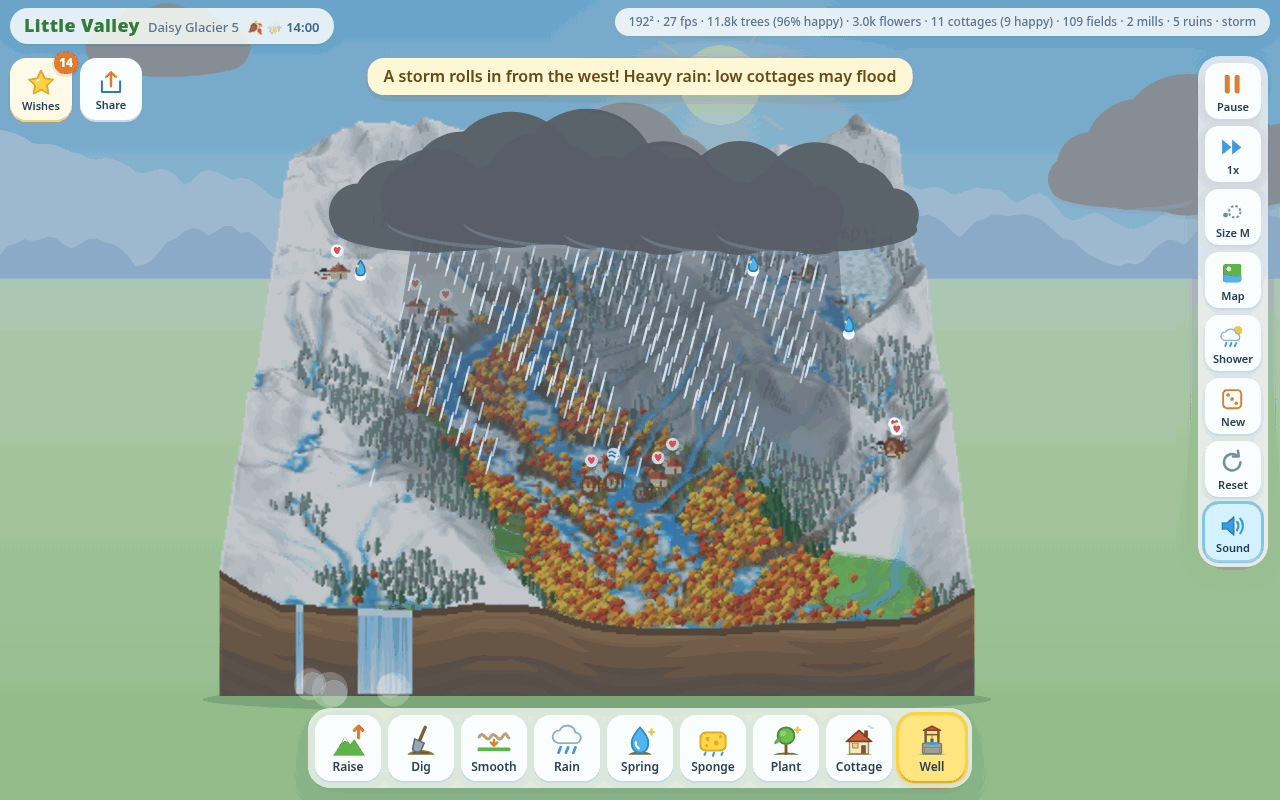 Little Valley Daisy Glacier 5 14:00
192² · 27 fps · 11.8k trees (96% happy) · 3.0k flowers · 11 cottages (9 happy) · 109 fields · 2 mills · 5 ruins · storm
14
Wishes
Share
A storm rolls in from the west! Heavy rain: low cottages may flood
Pause
1x
Size M
Map
Shower
New
Reset
Sound
Raise
Dig
Smooth
Rain
Spring
Sponge
Plant
Cottage
Well